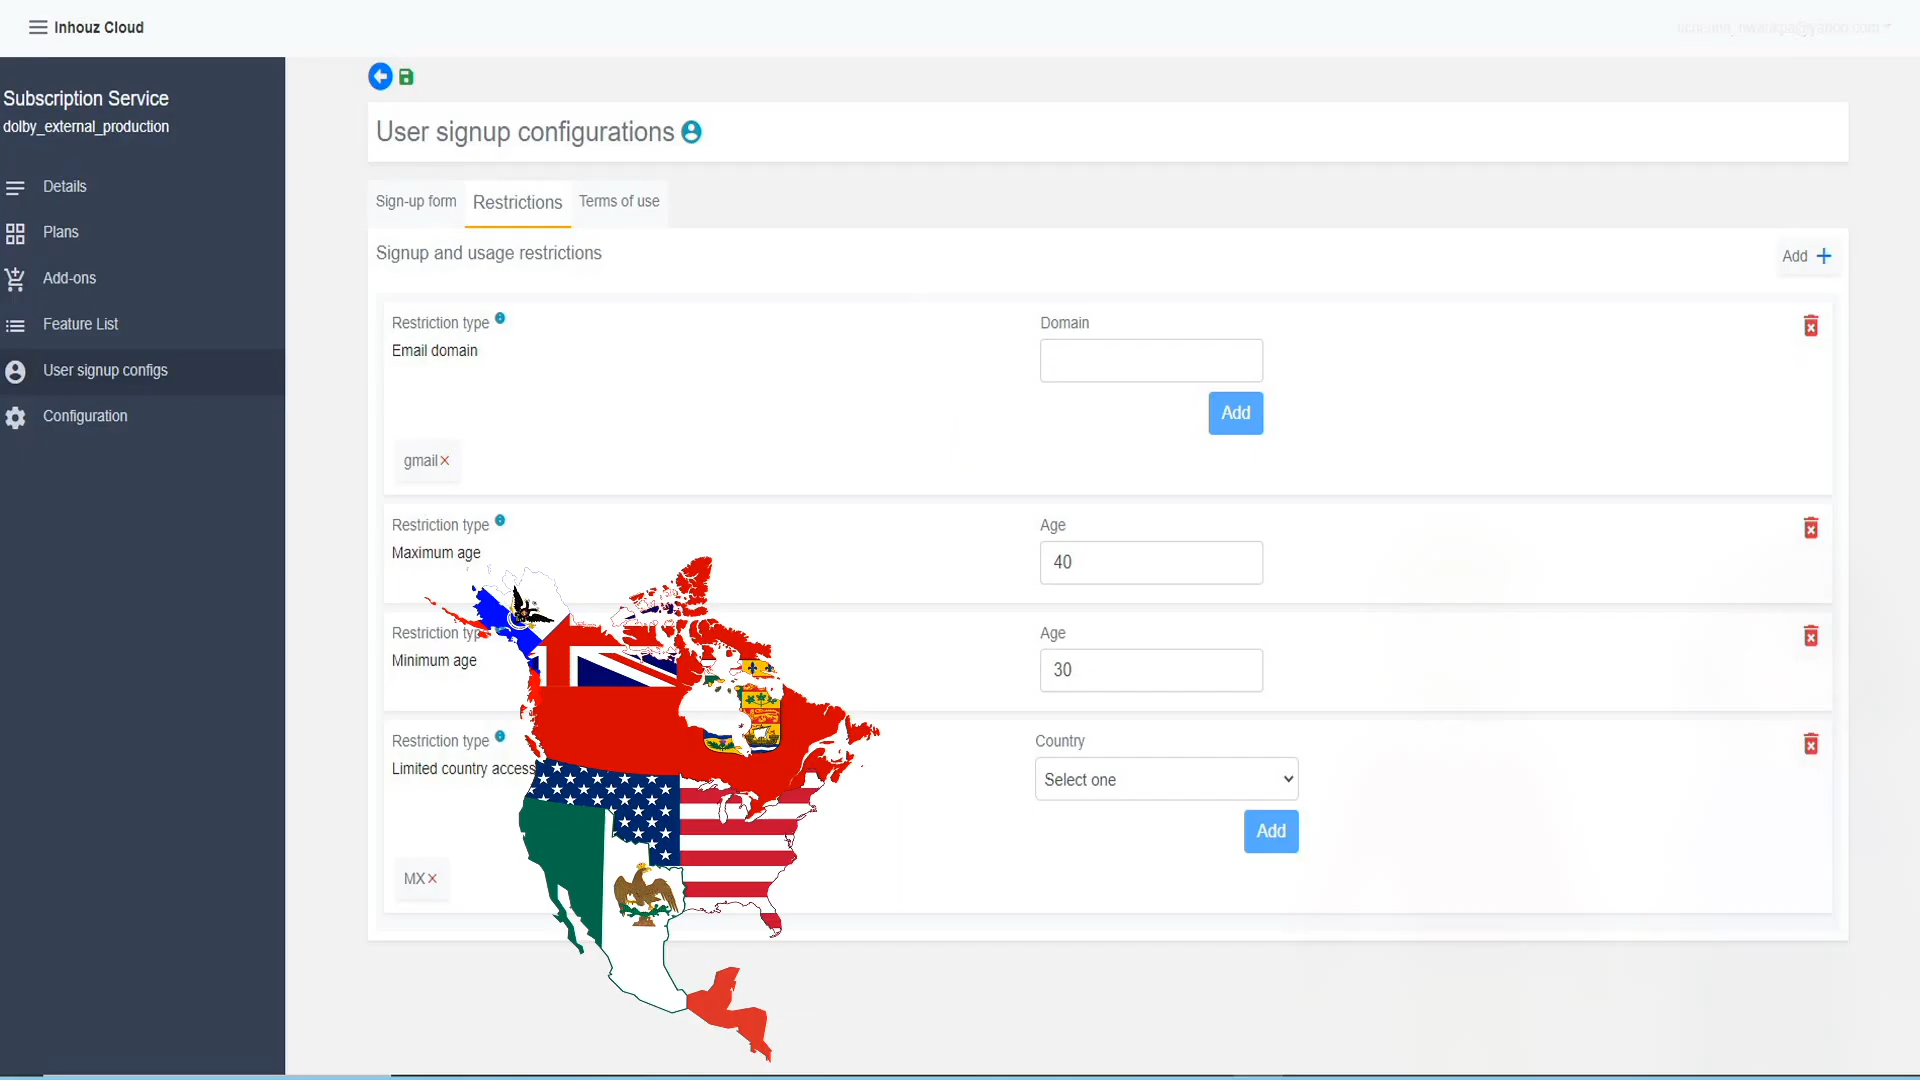 Inhouz Cloud
Subscription Service
dolby_external_production
Details
Plans
Add-ons
Feature List
User signup configs
Configuration
User signup configurations
Sign-up form Restrictions Terms of use
Signup and usage restrictions
Add +
Restriction type
Email domain
Domain
Add
gmail×
Restriction type
Maximum age
Age
40
Restriction typ
Minimum age
Age
30
Restriction type
Limited country access
Country
Select one
Add
MX×